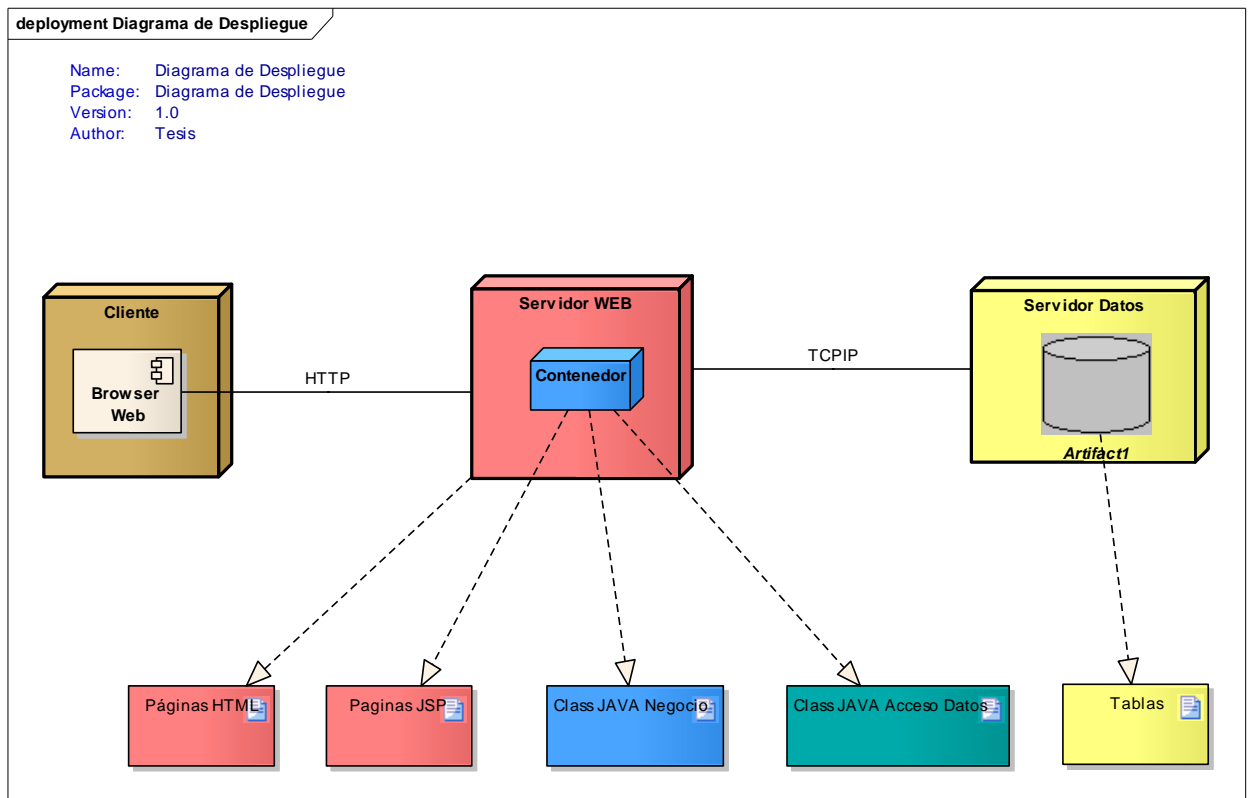 deployment Diagrama de Despliegue
Name: Diagrama de Despliegue
Package: Diagrama de Despliegue
Version: 1.0
Author: Tesis
Cliente
Browser
Web
HTTP
Servidor WEB
Contenedor
TCPIP
Servidor Datos
Artifact1
Páginas HTML
Paginas JSP
Class JAVA Negocio
Class JAVA Acceso Datos
Tablas